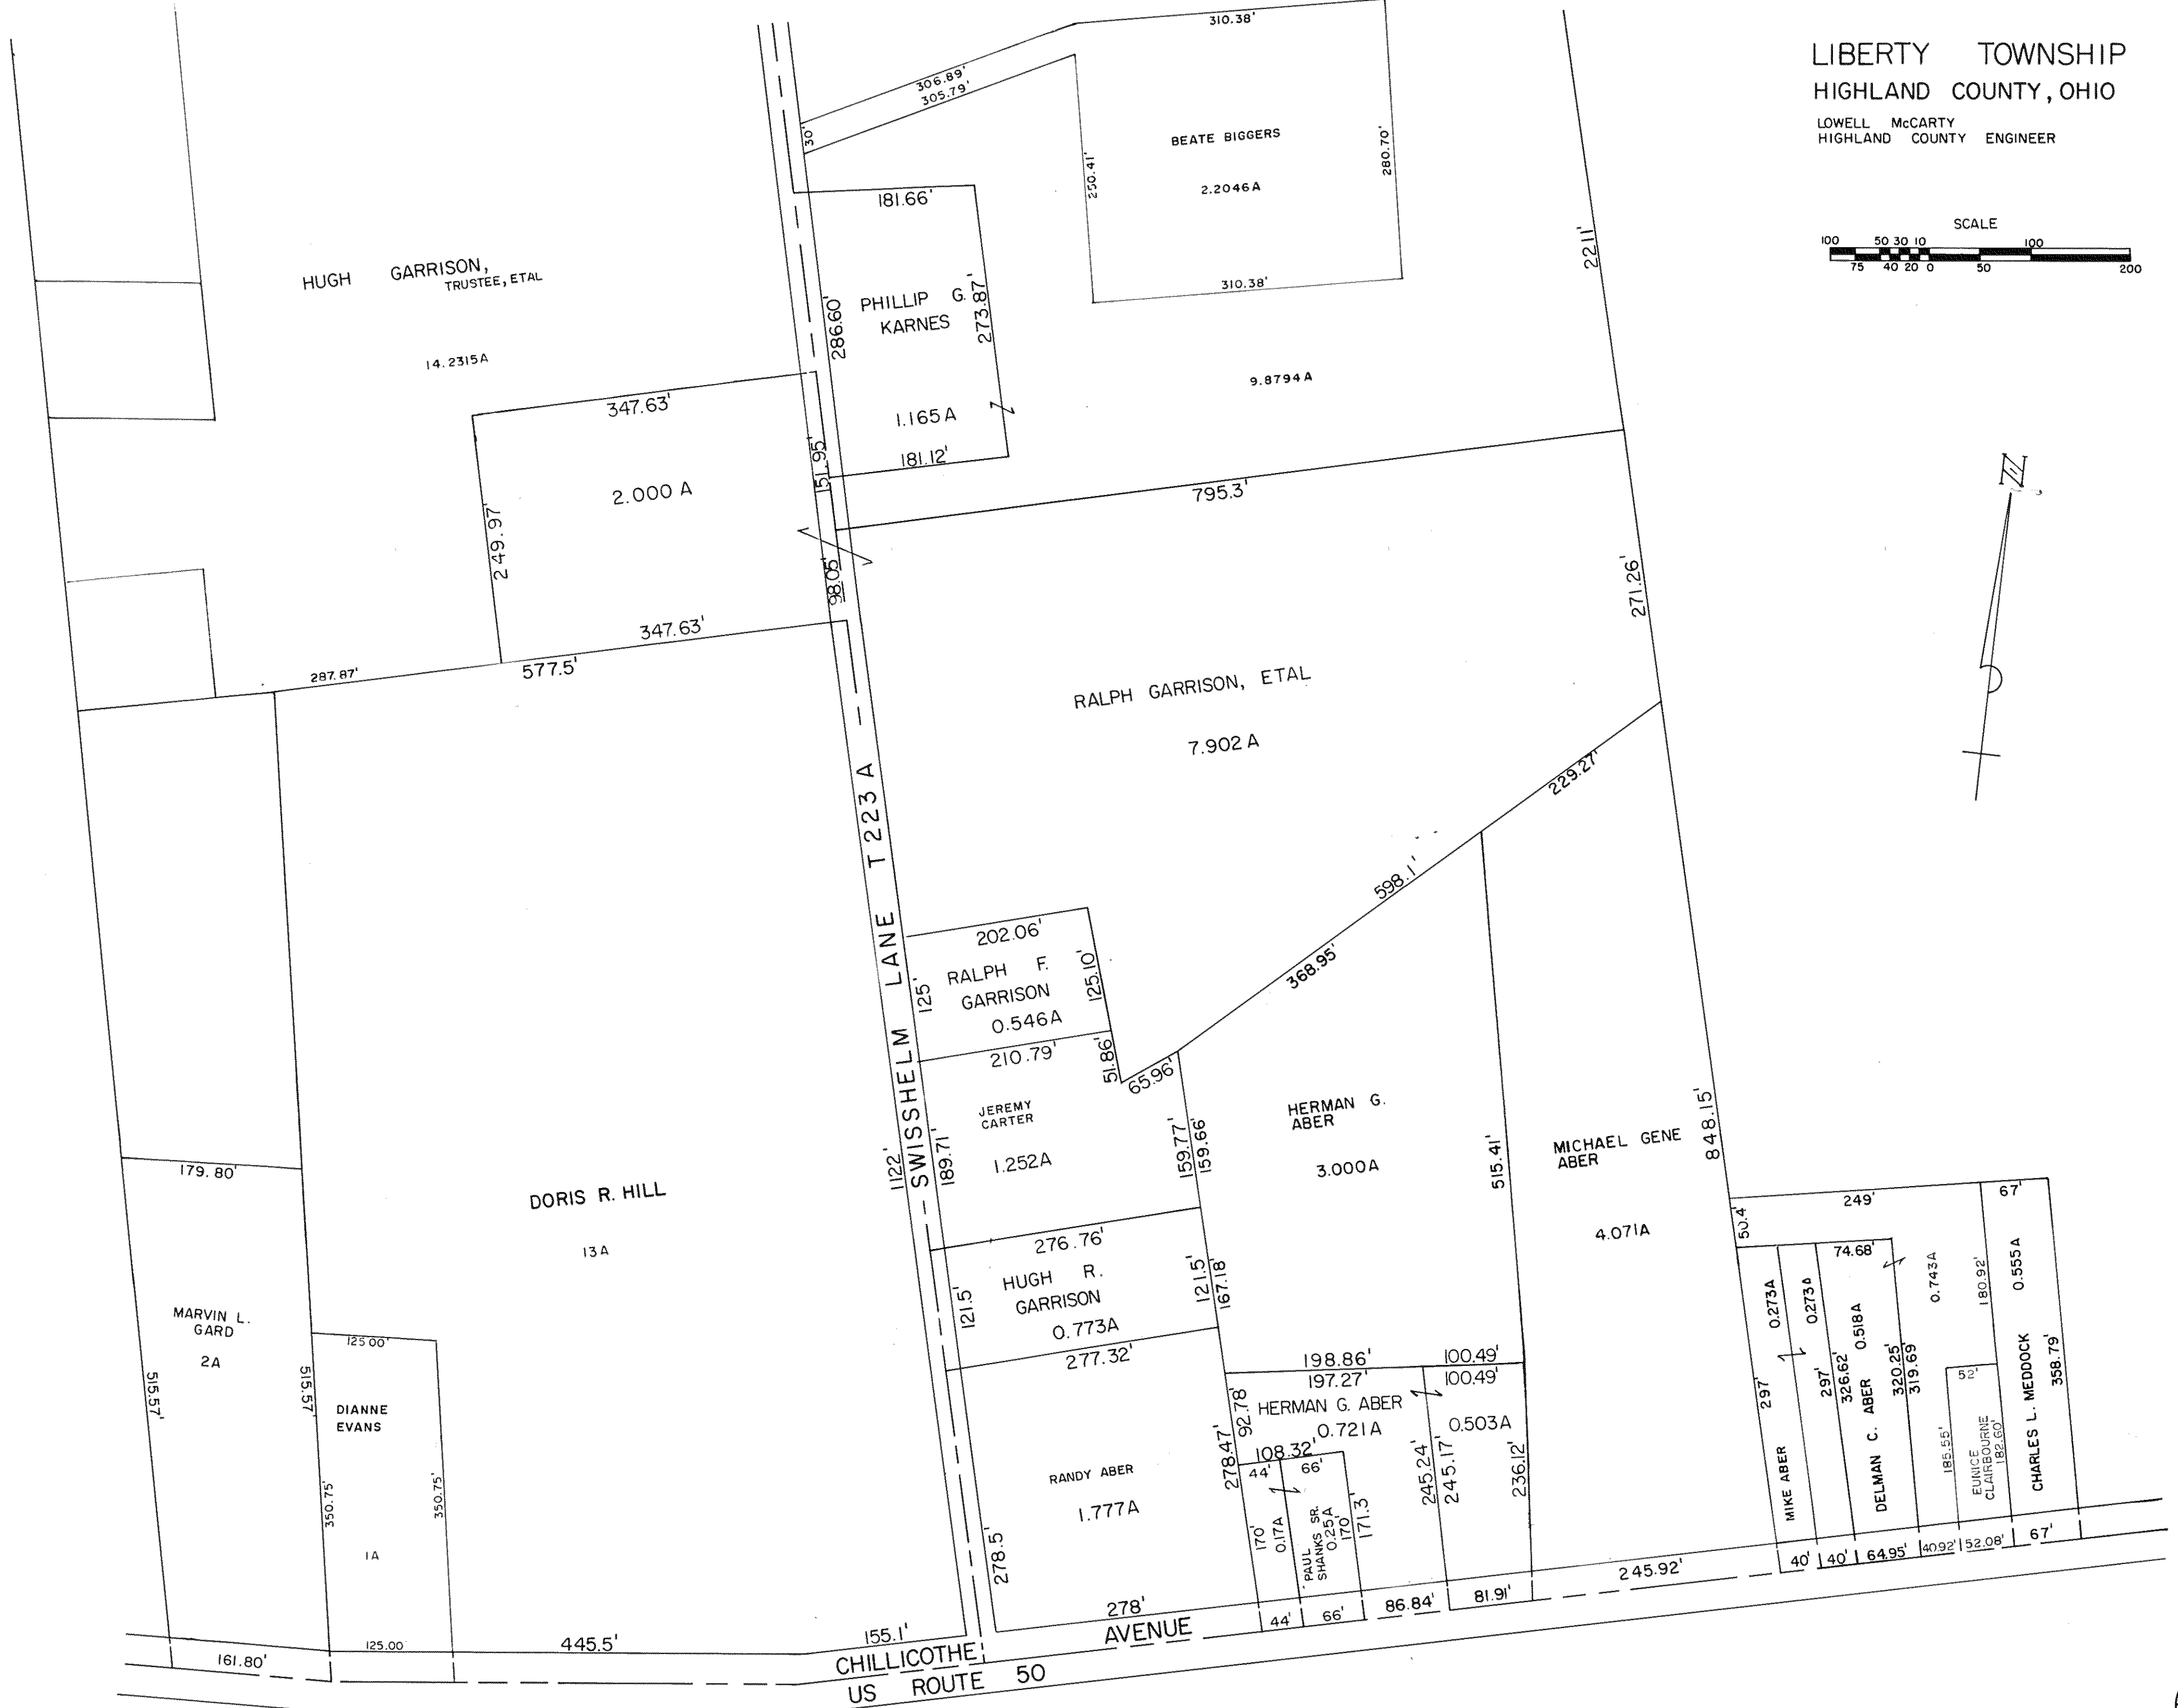 LIBERTY TOWNSHIP
HIGHLAND COUNTY, OHIO
LOWELL McCARTY
HIGHLAND COUNTY ENGINEER
SCALE
100 50 30 10 100
75 40 20 0 50 200
N
310.38'
306.89'
305.79'
30'
BEATE BIGGERS
2.2046A
250.41'
280.70'
310.38'
9.8794A
2211'
181.66'
PHILLIP G.
KARNES
286.60'
273.87'
1.165A
181.12'
HUGH GARRISON,
TRUSTEE, ETAL
14.2315A
347.63'
2.000 A
249.97'
151.95'
98.05'
347.63'
577.5'
287.87'
795.3'
271.26'
RALPH GARRISON, ETAL
7.902 A
229.27'
598.1'
368.95'
SWISSHELM LANE T 223 A
202.06'
RALPH F.
GARRISON
0.546A
125'
125.10'
210.79'
51.86'
65.96'
JEREMY
CARTER
1.252A
1122'
189.71'
159.77'
159.66'
276.76'
HUGH R.
GARRISON
0.773A
121.5'
121.5'
167.18'
277.32'
RANDY ABER
1.777A
278.5'
278.47'
278'
HERMAN G.
ABER
3.000A
515.41'
MICHAEL GENE
ABER
4.071A
848.15'
198.86'
100.49'
197.27'
100.49'
HERMAN G. ABER
0.721A
0.503A
92.78'
108.32'
44'
66'
170'
0.17A
PAUL
SHANKS SR.
0.25A
170'
171.3'
245.24'
245.17'
236.12'
249'
67'
50.4'
74.68'
0.273A
0.273A
0.518A
0.743A
180.92'
0.555A
297'
297'
326.62'
320.25'
319.69'
MIKE ABER
DELMAN C. ABER
52'
185.55'
EUNICE
CLAIRBOURNE
182.60'
CHARLES L. MEDDOCK
358.79'
DORIS R. HILL
13A
179.80'
MARVIN L.
GARD
2A
515.57'
515.57'
125.00'
DIANNE
EVANS
350.75'
350.75'
1A
161.80'
125.00
445.5'
155.1'
44'
66'
86.84'
81.91'
245.92'
40'
40'
64.95'
40.92'
52.08'
67'
CHILLICOTHE AVENUE
US ROUTE 50